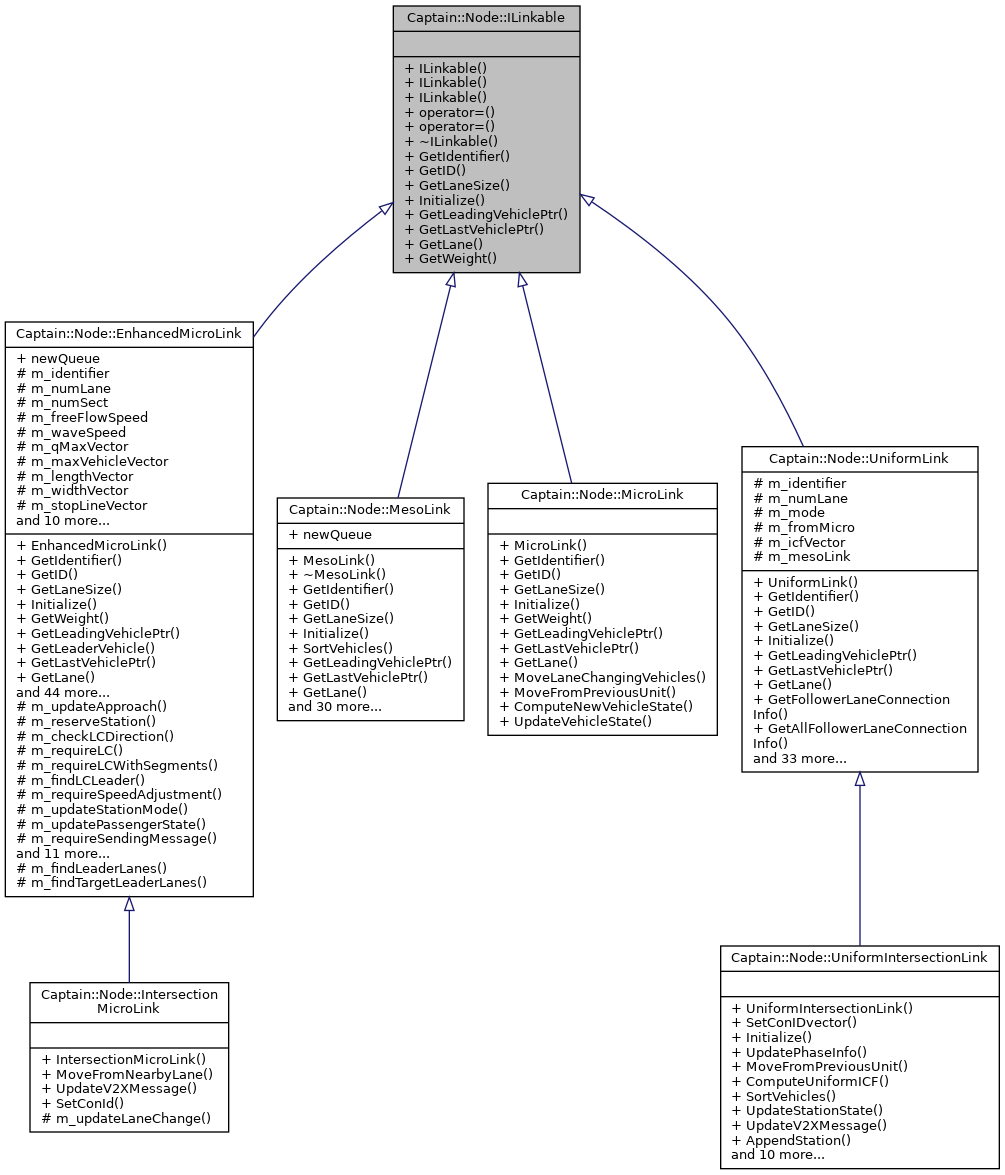 Captain::Node::ILinkable
+ ILinkable()
+ ILinkable()
+ ILinkable()
+ operator=()
+ operator=()
+ ~ILinkable()
+ GetIdentifier()
+ GetID()
+ GetLaneSize()
+ Initialize()
+ GetLeadingVehiclePtr()
+ GetLastVehiclePtr()
+ GetLane()
+ GetWeight()
Captain::Node::EnhancedMicroLink
+ newQueue
# m_identifier
# m_numLane
# m_numSect
# m_freeFlowSpeed
# m_waveSpeed
# m_qMaxVector
# m_maxVehicleVector
# m_lengthVector
# m_widthVector
# m_stopLineVector
and 10 more...
+ EnhancedMicroLink()
+ GetIdentifier()
+ GetID()
+ GetLaneSize()
+ Initialize()
+ GetWeight()
+ GetLeadingVehiclePtr()
+ GetLeaderVehicle()
+ GetLastVehiclePtr()
+ GetLane()
and 44 more...
# m_updateApproach()
# m_reserveStation()
# m_checkLCDirection()
# m_requireLC()
# m_requireLCWithSegments()
# m_findLCLeader()
# m_requireSpeedAdjustment()
# m_updateStationMode()
# m_updatePassengerState()
# m_requireSendingMessage()
and 11 more...
# m_findLeaderLanes()
# m_findTargetLeaderLanes()
Captain::Node::MesoLink
+ newQueue
+ MesoLink()
+ ~MesoLink()
+ GetIdentifier()
+ GetID()
+ GetLaneSize()
+ Initialize()
+ SortVehicles()
+ GetLeadingVehiclePtr()
+ GetLastVehiclePtr()
+ GetLane()
and 30 more...
Captain::Node::MicroLink
+ MicroLink()
+ GetIdentifier()
+ GetID()
+ GetLaneSize()
+ Initialize()
+ GetWeight()
+ GetLeadingVehiclePtr()
+ GetLastVehiclePtr()
+ GetLane()
+ MoveLaneChangingVehicles()
+ MoveFromPreviousUnit()
+ ComputeNewVehicleState()
+ UpdateVehicleState()
Captain::Node::UniformLink
# m_identifier
# m_numLane
# m_mode
# m_fromMicro
# m_icfVector
# m_mesoLink
+ UniformLink()
+ GetIdentifier()
+ GetID()
+ GetLaneSize()
+ Initialize()
+ GetLeadingVehiclePtr()
+ GetLastVehiclePtr()
+ GetLane()
+ GetFollowerLaneConnection
Info()
+ GetAllFollowerLaneConnection
Info()
and 33 more...
Captain::Node::Intersection
MicroLink
+ IntersectionMicroLink()
+ MoveFromNearbyLane()
+ UpdateV2XMessage()
+ SetConId()
# m_updateLaneChange()
Captain::Node::UniformIntersectionLink
+ UniformIntersectionLink()
+ SetConIDvector()
+ Initialize()
+ UpdatePhaseInfo()
+ MoveFromPreviousUnit()
+ ComputeUniformICF()
+ SortVehicles()
+ UpdateStationState()
+ UpdateV2XMessage()
+ AppendStation()
and 10 more...